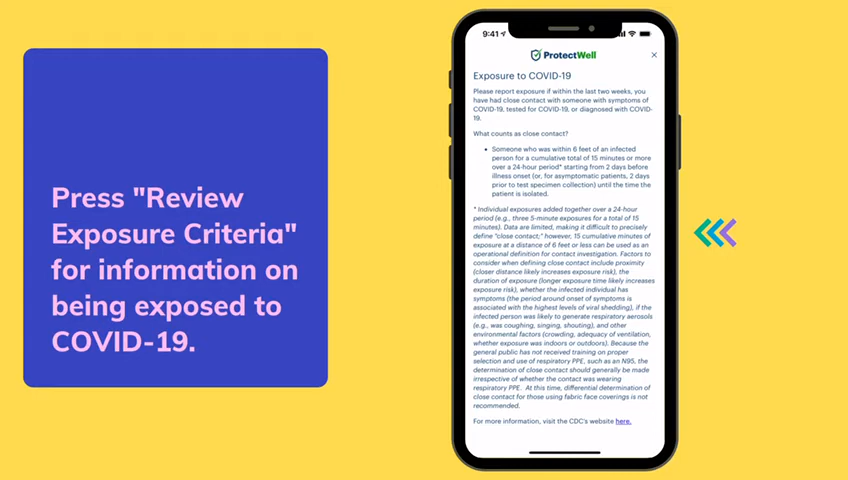 Press "Review
Exposure Criteria"
for information on
being exposed to
COVID-19.
9:41
ProtectWell
Exposure to COVID-19
Please report exposure if within the last two weeks, you
have had close contact with someone with symptoms of
COVID-19, tested for COVID-19, or diagnosed with COVID-
19.
What counts as close contact?
• Someone who was within 6 feet of an infected
person for a cumulative total of 15 minutes or more
over a 24-hour period* starting from 2 days before
illness onset (or, for asymptomatic patients, 2 days
prior to test specimen collection) until the time the
patient is isolated.
* Individual exposures added together over a 24-hour
period (e.g., three 5-minute exposures for a total of 15
minutes). Data are limited, making it difficult to precisely
define "close contact;" however, 15 cumulative minutes of
exposure at a distance of 6 feet or less can be used as an
operational definition for contact investigation. Factors to
consider when defining close contact include proximity
(closer distance likely increases exposure risk), the
duration of exposure (longer exposure time likely increases
exposure risk), whether the infected individual has
symptoms (the period around onset of symptoms is
associated with the highest levels of viral shedding), if the
infected person was likely to generate respiratory aerosols
(e.g., was coughing, singing, shouting), and other
environmental factors (crowding, adequacy of ventilation,
whether exposure was indoors or outdoors). Because the
general public has not received training on proper
selection and use of respiratory PPE, such as an N95, the
determination of close contact should generally be made
irrespective of whether the contact was wearing
respiratory PPE. At this time, differential determination of
close contact for those using fabric face coverings is not
recommended.
For more information, visit the CDC's website here.